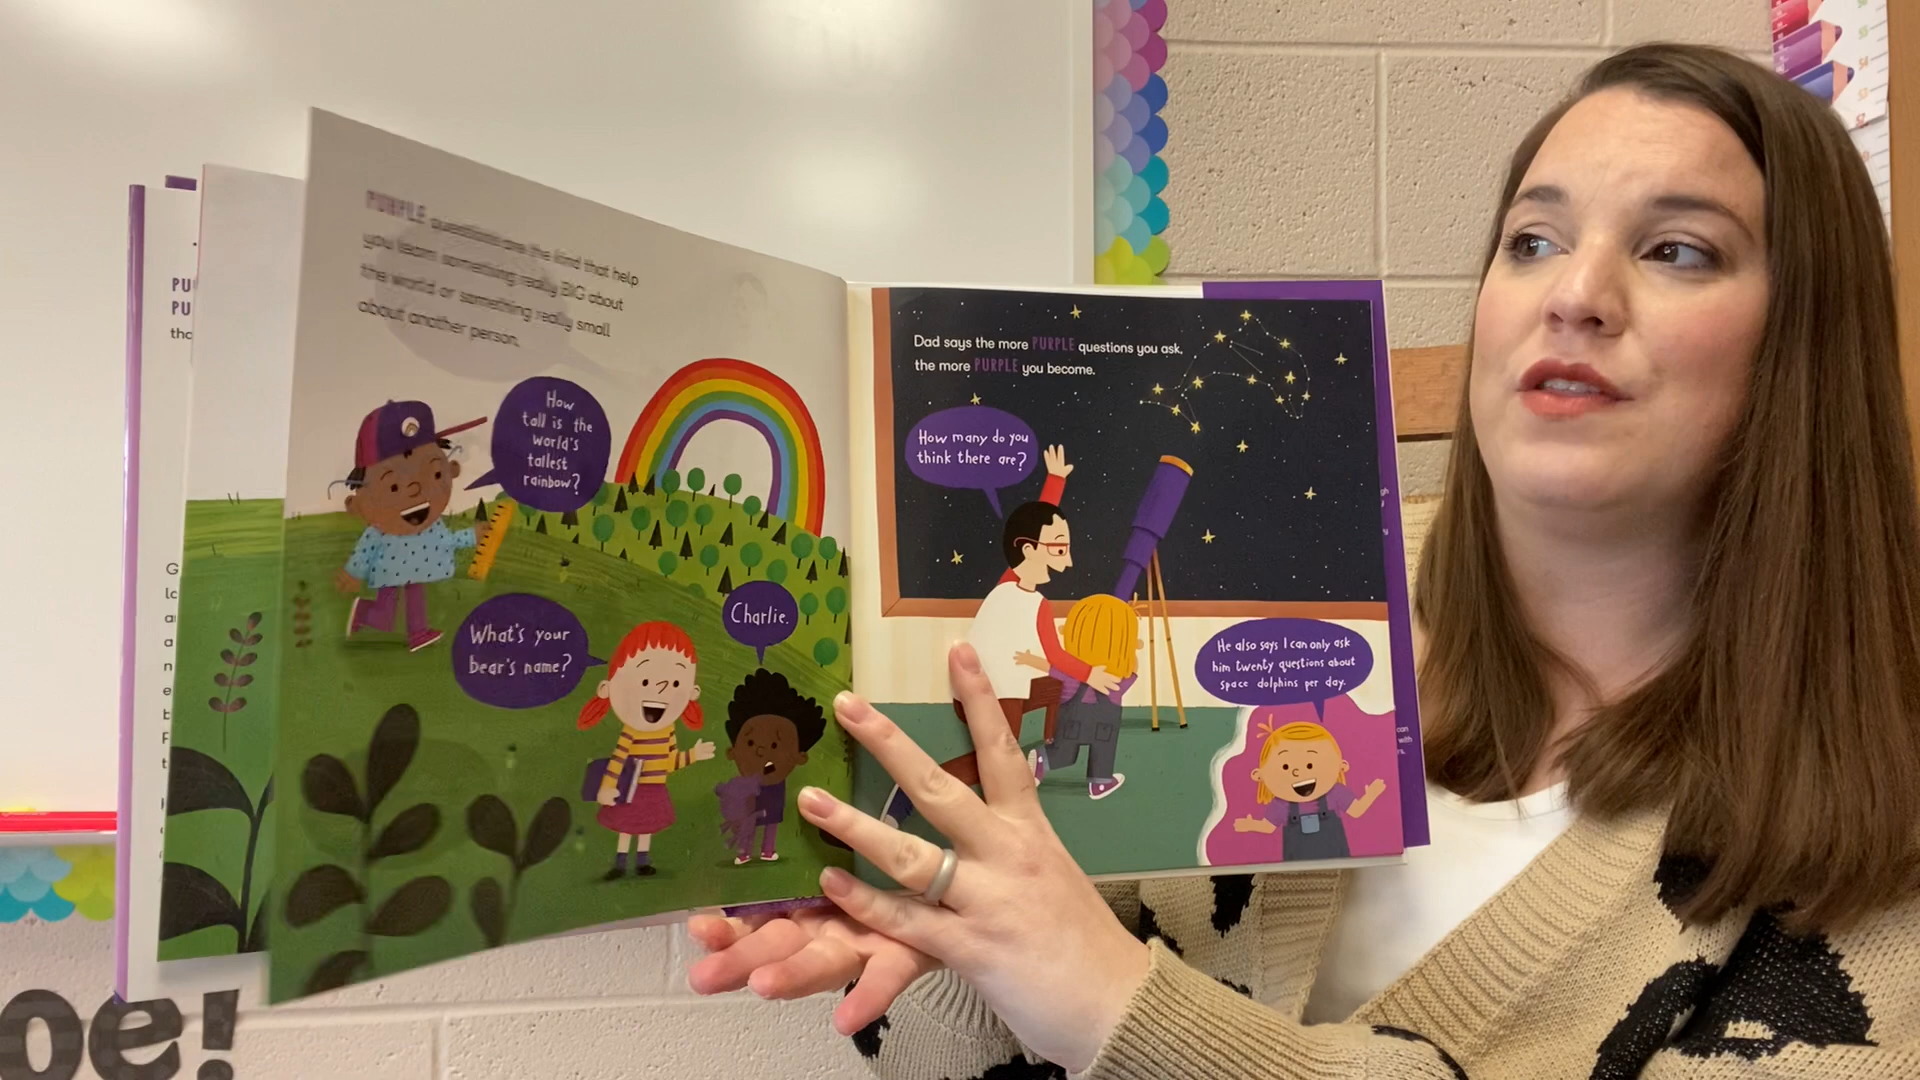 PURPLE questions are the kind that help
you learn something really BIG about
the world or something really small
about another person.
How
tall is the
world's
tallest
rainbow?
What's your
bear's name?
Charlie.
Dad says the more PURPLE questions you ask,
the more PURPLE you become.
How many do you
think there are?
He also says I can only ask
him twenty questions about
space dolphins per day.
PU
PU
tha
oe!